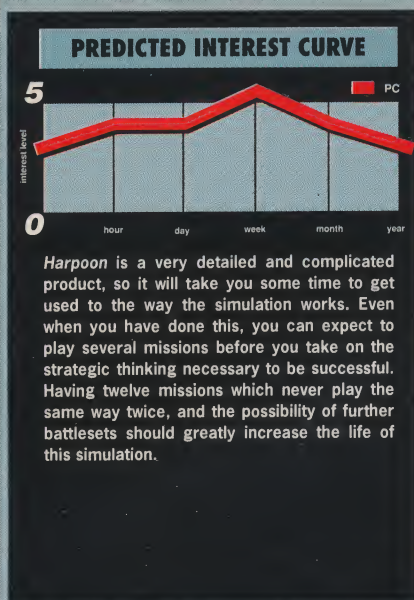 PREDICTED INTEREST CURVE
5
PC
interest level
0
hour day week month year
Harpoon is a very detailed and complicated
product, so it will take you some time to get
used to the way the simulation works. Even
when you have done this, you can expect to
play several missions before you take on the
strategic thinking necessary to be successful.
Having twelve missions which never play the
same way twice, and the possibility of further
battlesets should greatly increase the life of
this simulation.